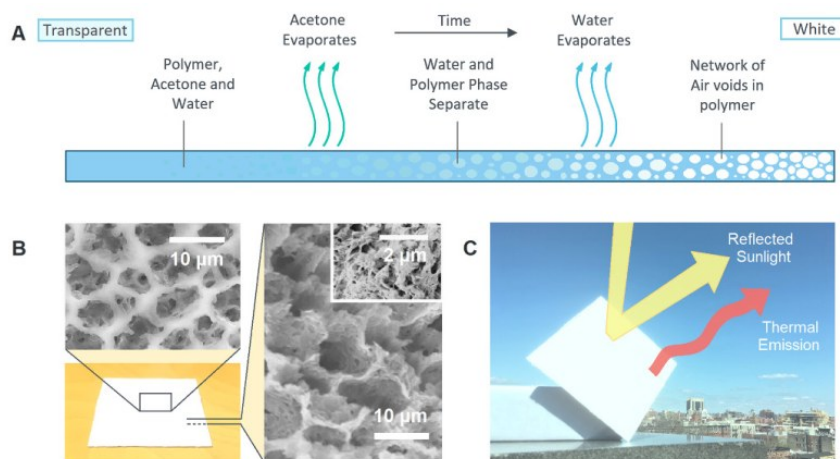 A
Transparent
Acetone
Evaporates
Time
Water
Evaporates
White
Polymer,
Acetone and
Water
Water and
Polymer Phase
Separate
Network of
Air voids in
polymer
B
10 μm
2 μm
10 μm
C
Reflected
Sunlight
Thermal
Emission